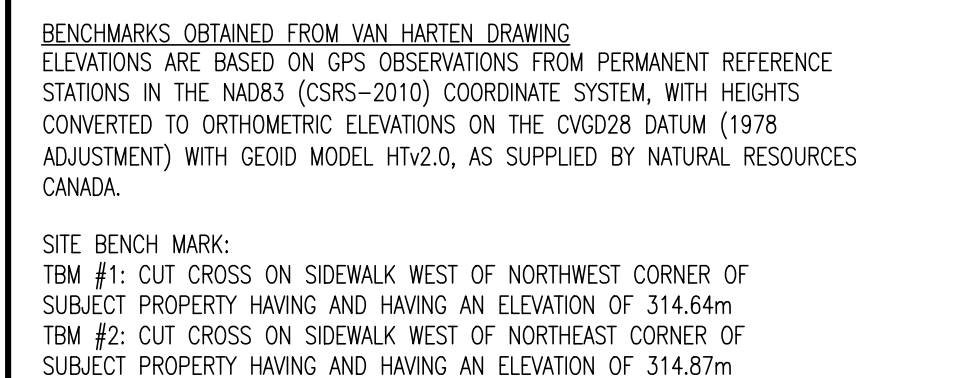 BENCHMARKS OBTAINED FROM VAN HARTEN DRAWING
ELEVATIONS ARE BASED ON GPS OBSERVATIONS FROM PERMANENT REFERENCE
STATIONS IN THE NAD83 (CSRS-2010) COORDINATE SYSTEM, WITH HEIGHTS
CONVERTED TO ORTHOMETRIC ELEVATIONS ON THE CVGD28 DATUM (1978
ADJUSTMENT) WITH GEOID MODEL HTv2.0, AS SUPPLIED BY NATURAL RESOURCES
CANADA.
SITE BENCH MARK:
TBM #1: CUT CROSS ON SIDEWALK WEST OF NORTHWEST CORNER OF
SUBJECT PROPERTY HAVING AND HAVING AN ELEVATION OF 314.64m
TBM #2: CUT CROSS ON SIDEWALK WEST OF NORTHEAST CORNER OF
SUBJECT PROPERTY HAVING AND HAVING AN ELEVATION OF 314.87m